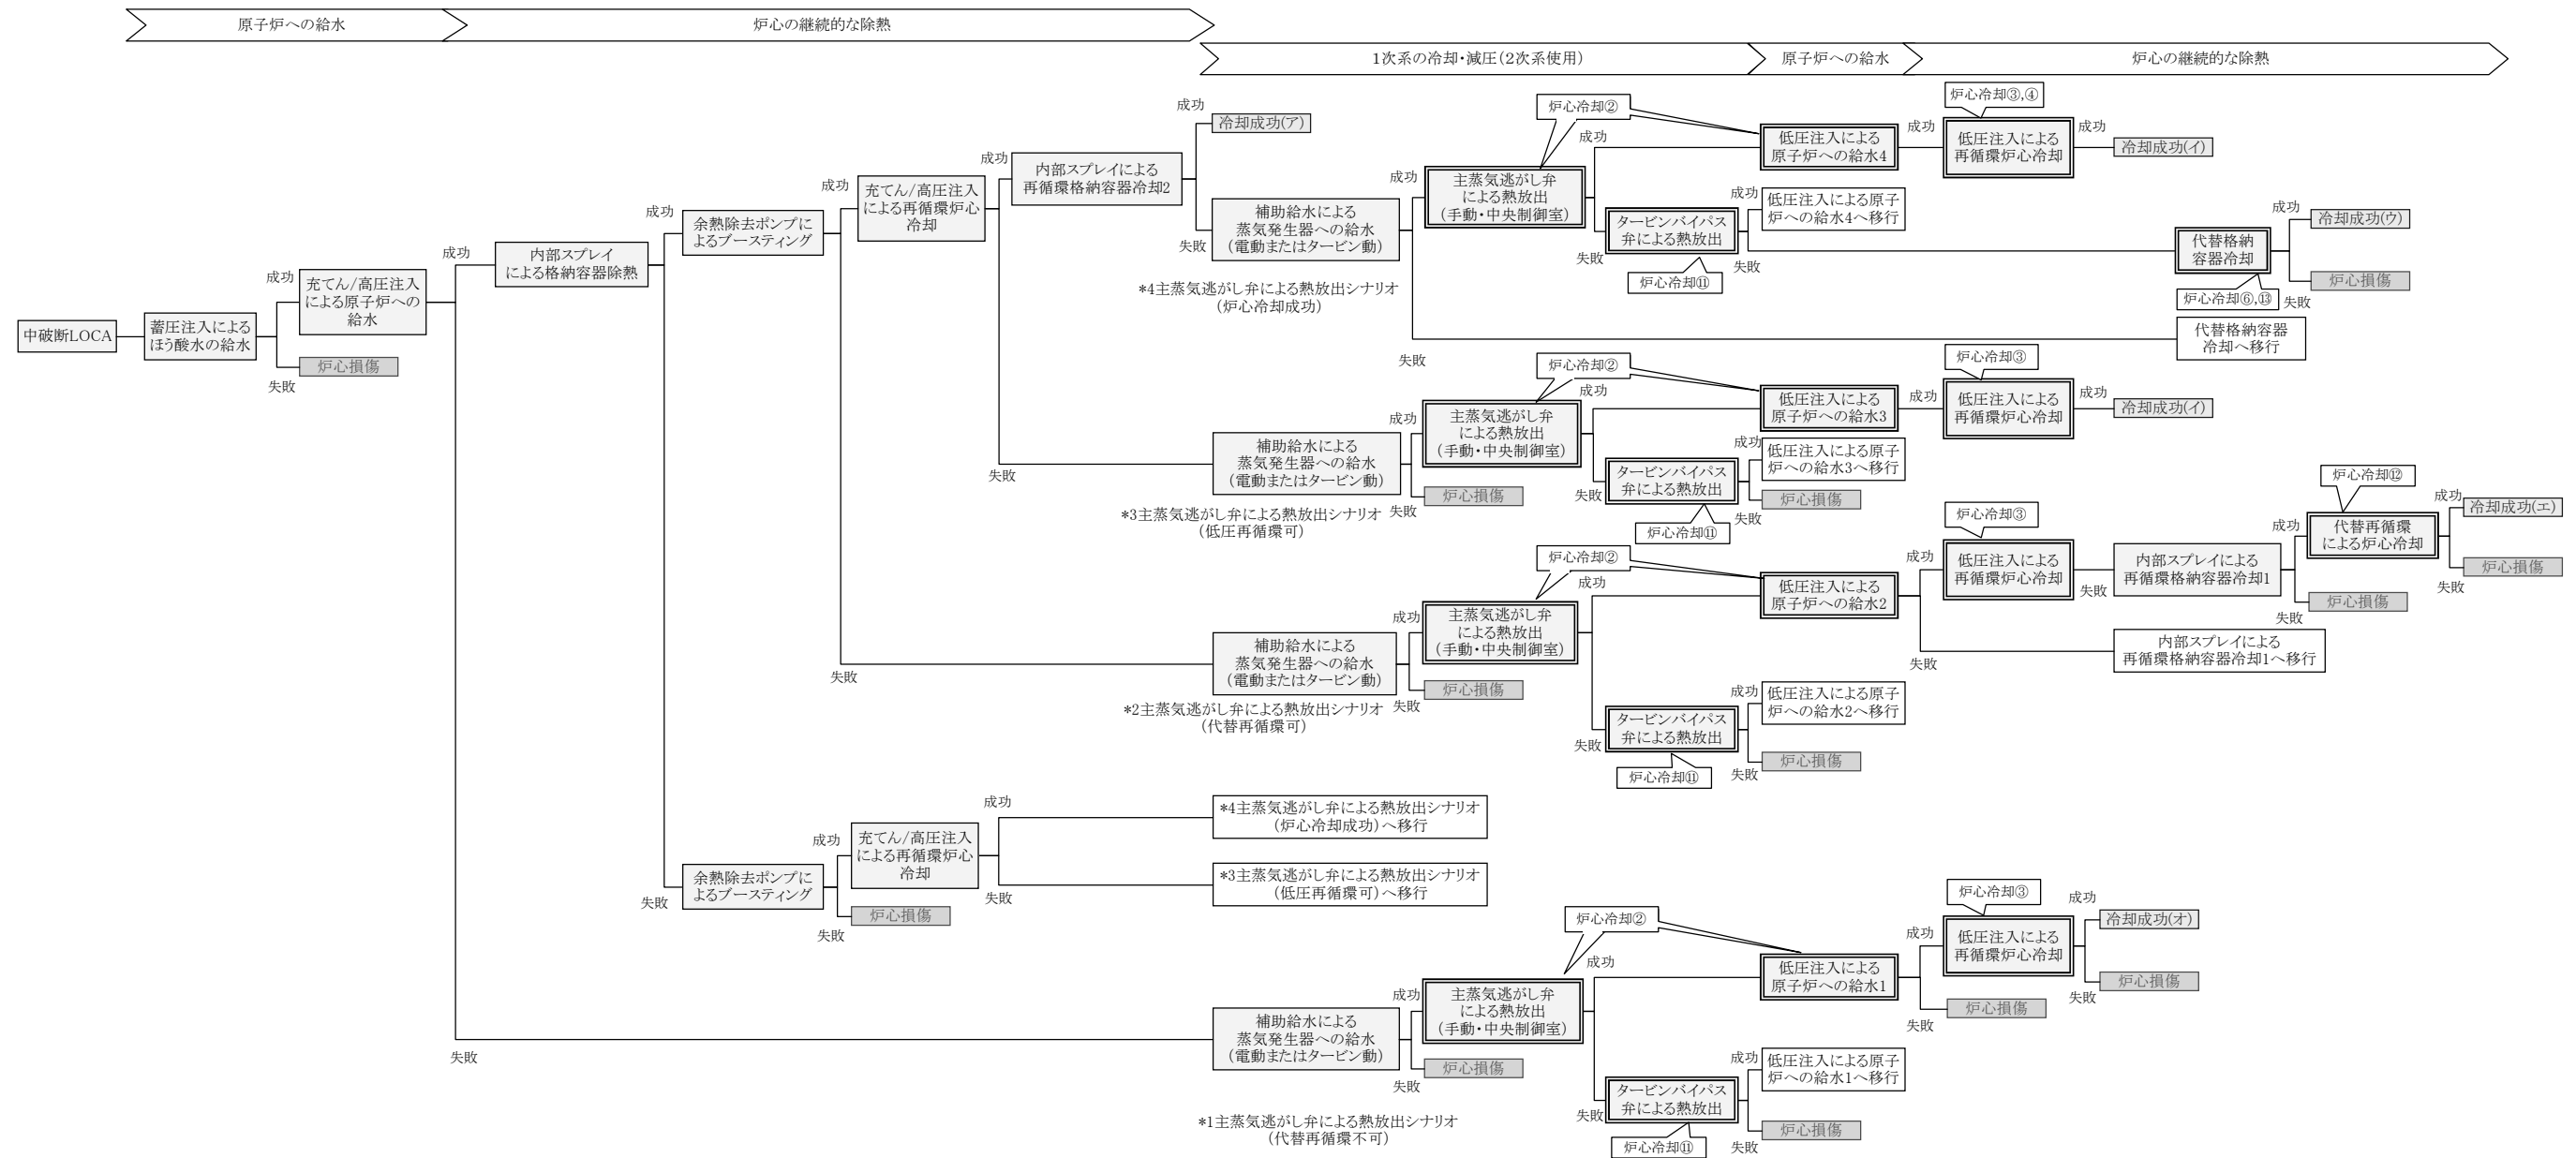 原子炉への給水
炉心の継続的な除熱
1次系の冷却・減圧(2次系使用)
原子炉への給水
炉心の継続的な除熱
中破断LOCA
蓄圧注入による
ほう酸水の給水
成功
充てん/高圧注入
による原子炉への
給水
炉心損傷
失敗
成功
内部スプレイ
による格納容器除熱
成功
余熱除去ポンプに
よるブースティング
成功
充てん/高圧注入
による再循環炉心
冷却
成功
内部スプレイによる
再循環格納容器冷却2
成功
冷却成功(ア)
失敗
補助給水による
蒸気発生器への給水
(電動またはタービン動)
*4主蒸気逃がし弁による熱放出シナリオ
(炉心冷却成功)
成功
主蒸気逃がし弁
による熱放出
(手動・中央制御室)
炉心冷却②
成功
低圧注入による
原子炉への給水4
成功
炉心冷却③,④
低圧注入による
再循環炉心冷却
成功
冷却成功(イ)
失敗
タービンバイパス
弁による熱放出
炉心冷却⑪
成功
低圧注入による原子
炉への給水4へ移行
失敗
代替格納
容器冷却
炉心冷却⑥,⑬
成功
冷却成功(ウ)
炉心損傷
失敗
失敗
代替格納容器
冷却へ移行
失敗
補助給水による
蒸気発生器への給水
(電動またはタービン動)
*3主蒸気逃がし弁による熱放出シナリオ
(低圧再循環可)
成功
主蒸気逃がし弁
による熱放出
(手動・中央制御室)
炉心損傷
失敗
炉心冷却②
成功
低圧注入による
原子炉への給水3
成功
炉心冷却③
低圧注入による
再循環炉心冷却
成功
冷却成功(イ)
失敗
タービンバイパス
弁による熱放出
炉心冷却⑪
成功
低圧注入による原子
炉への給水3へ移行
炉心損傷
失敗
失敗
補助給水による
蒸気発生器への給水
(電動またはタービン動)
*2主蒸気逃がし弁による熱放出シナリオ
(代替再循環可)
成功
主蒸気逃がし弁
による熱放出
(手動・中央制御室)
炉心損傷
失敗
炉心冷却②
成功
低圧注入による
原子炉への給水2
成功
炉心冷却③
低圧注入による
再循環炉心冷却
失敗
内部スプレイによる
再循環格納容器冷却1
成功
炉心冷却⑫
代替再循環
による炉心冷却
成功
冷却成功(エ)
炉心損傷
失敗
炉心損傷
失敗
失敗
内部スプレイによる
再循環格納容器冷却1へ移行
失敗
タービンバイパス
弁による熱放出
炉心冷却⑪
成功
低圧注入による原子
炉への給水2へ移行
炉心損傷
失敗
失敗
余熱除去ポンプに
よるブースティング
成功
充てん/高圧注入
による再循環炉心
冷却
炉心損傷
失敗
成功
*4主蒸気逃がし弁による熱放出シナリオ
(炉心冷却成功)へ移行
失敗
*3主蒸気逃がし弁による熱放出シナリオ
(低圧再循環可)へ移行
失敗
補助給水による
蒸気発生器への給水
(電動またはタービン動)
*1主蒸気逃がし弁による熱放出シナリオ
(代替再循環不可)
成功
主蒸気逃がし弁
による熱放出
(手動・中央制御室)
炉心損傷
失敗
炉心冷却②
成功
低圧注入による
原子炉への給水1
成功
炉心冷却③
低圧注入による
再循環炉心冷却
成功
冷却成功(オ)
炉心損傷
失敗
炉心損傷
失敗
失敗
タービンバイパス
弁による熱放出
炉心冷却⑪
成功
低圧注入による原子
炉への給水1へ移行
炉心損傷
失敗